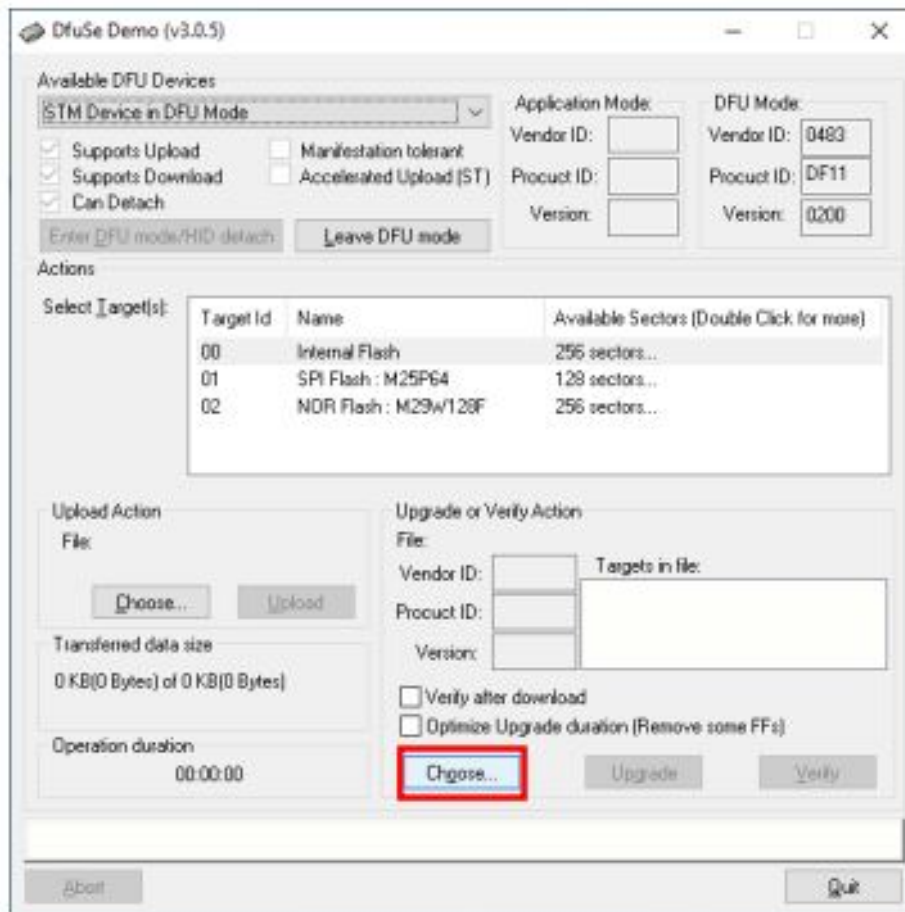 DfuSe Demo (v3.0.5)
Available DFU Devices
STM Device in DFU Mode
Supports Upload
Manifestation tolerant
Supports Download
Accelerated Upload (ST)
Can Detach
Enter DFU mode/HID detach
Leave DFU mode
Application Mode:
Vendor ID:
Procuct ID:
Version:
DFU Mode:
Vendor ID: 0483
Procuct ID: DF11
Version: 0200
Actions
Select Target(s):
Target Id Name Available Sectors (Double Click for more)
00 Internal Flash 256 sectors...
01 SPI Flash : M25P64 128 sectors...
02 NOR Flash : M29W128F 256 sectors...
Upload Action
File:
Choose...
Upload
Transferred data size
0 KB(0 Bytes) of 0 KB(0 Bytes)
Operation duration
00:00:00
Upgrade or Verify Action
File:
Vendor ID:
Procuct ID:
Version:
Targets in file:
Verify after download
Optimize Upgrade duration (Remove some FFs)
Choose...
Upgrade
Verify
Abort
Quit